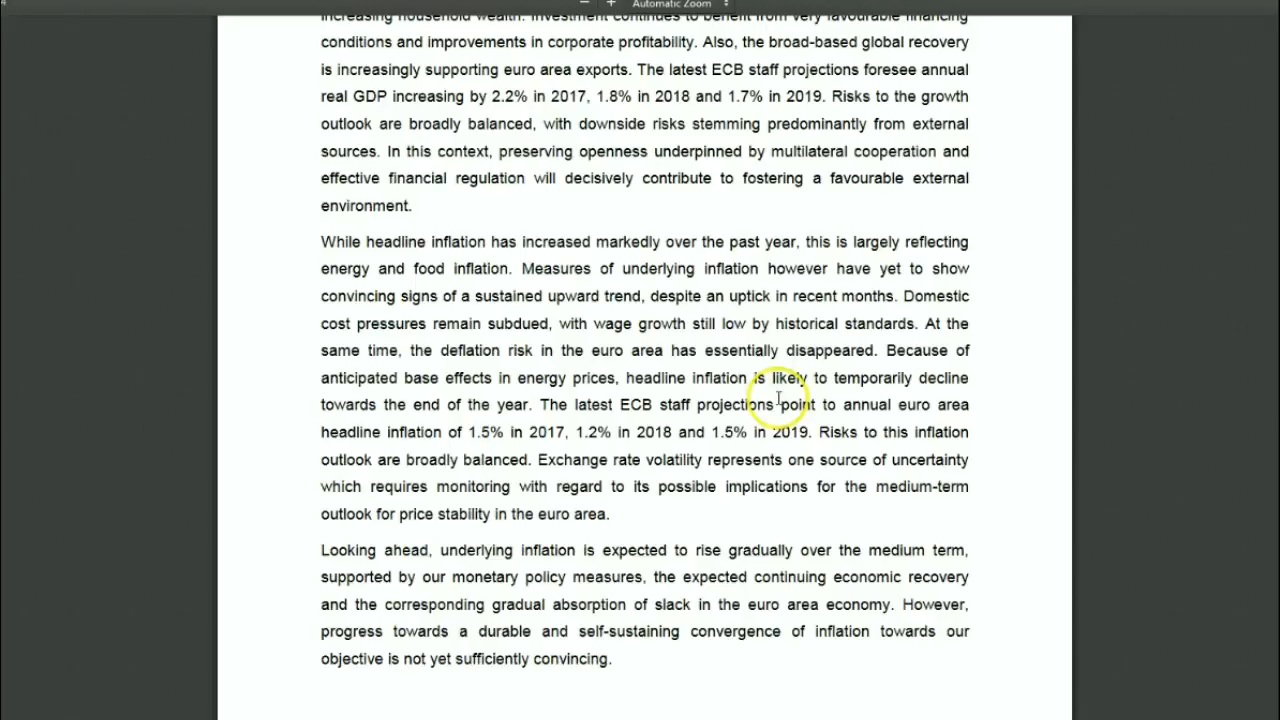 Automatic Zoom
increasing household wealth. Investment continues to benefit from very favourable financing
conditions and improvements in corporate profitability. Also, the broad-based global recovery
is increasingly supporting euro area exports. The latest ECB staff projections foresee annual
real GDP increasing by 2.2% in 2017, 1.8% in 2018 and 1.7% in 2019. Risks to the growth
outlook are broadly balanced, with downside risks stemming predominantly from external
sources. In this context, preserving openness underpinned by multilateral cooperation and
effective financial regulation will decisively contribute to fostering a favourable external
environment.
While headline inflation has increased markedly over the past year, this is largely reflecting
energy and food inflation. Measures of underlying inflation however have yet to show
convincing signs of a sustained upward trend, despite an uptick in recent months. Domestic
cost pressures remain subdued, with wage growth still low by historical standards. At the
same time, the deflation risk in the euro area has essentially disappeared. Because of
anticipated base effects in energy prices, headline inflation is likely to temporarily decline
towards the end of the year. The latest ECB staff projections point to annual euro area
headline inflation of 1.5% in 2017, 1.2% in 2018 and 1.5% in 2019. Risks to this inflation
outlook are broadly balanced. Exchange rate volatility represents one source of uncertainty
which requires monitoring with regard to its possible implications for the medium-term
outlook for price stability in the euro area.
Looking ahead, underlying inflation is expected to rise gradually over the medium term,
supported by our monetary policy measures, the expected continuing economic recovery
and the corresponding gradual absorption of slack in the euro area economy. However,
progress towards a durable and self-sustaining convergence of inflation towards our
objective is not yet sufficiently convincing.